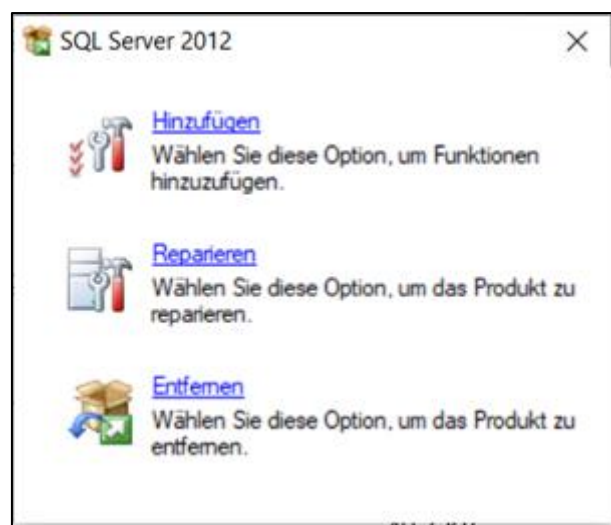 SQL Server 2012
Hinzufügen
Wählen Sie diese Option, um Funktionen
hinzuzufügen.
Reparieren
Wählen Sie diese Option, um das Produkt zu
reparieren.
Entfernen
Wählen Sie diese Option, um das Produkt zu
entfernen.